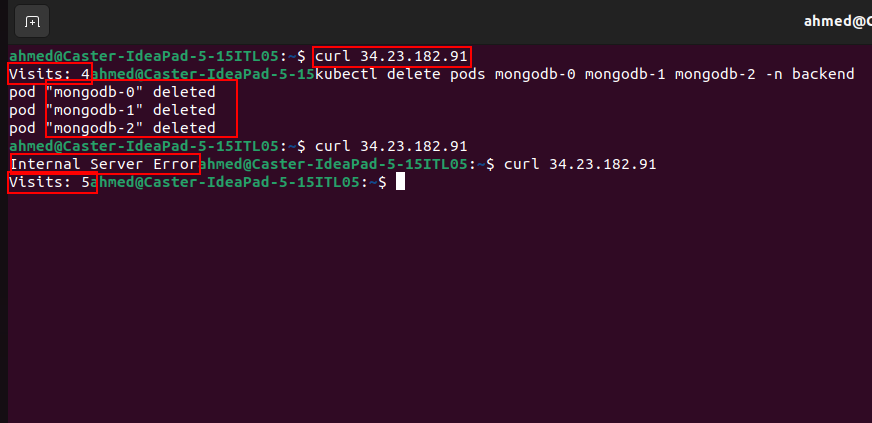 ahmed@C
ahmed@Caster-IdeaPad-5-15ITL05:~$ curl 34.23.182.91
Visits: 4ahmed@Caster-IdeaPad-5-15kubectl delete pods mongodb-0 mongodb-1 mongodb-2 -n backend
pod "mongodb-0" deleted
pod "mongodb-1" deleted
pod "mongodb-2" deleted
ahmed@Caster-IdeaPad-5-15ITL05:~$ curl 34.23.182.91
Internal Server Errorahmed@Caster-IdeaPad-5-15ITL05:~$ curl 34.23.182.91
Visits: 5ahmed@Caster-IdeaPad-5-15ITL05:~$